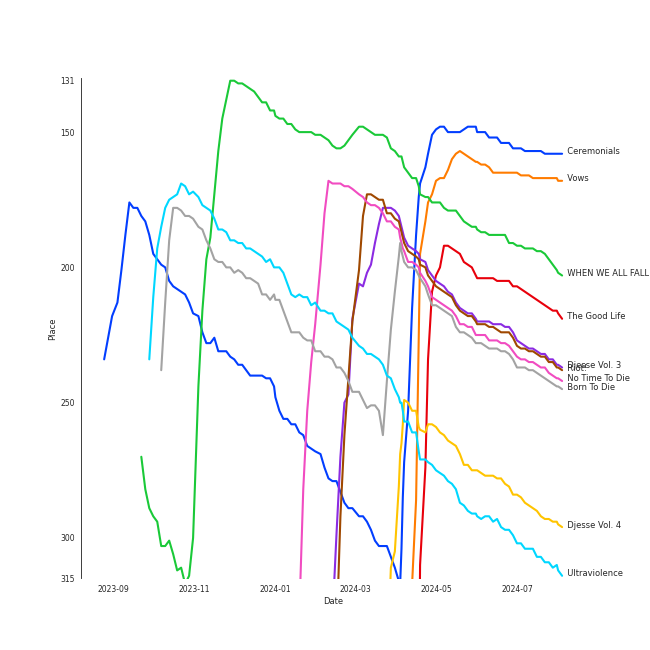 131
150
200
250
300
315
Place
2023-09
2023-11
2024-01
2024-03
2024-05
2024-07
Date
Ceremonials
Vows
WHEN WE ALL FALL
The Good Life
Djesse Vol. 3
No Time To Die
Born To Die
Djesse Vol. 4
Ultraviolence